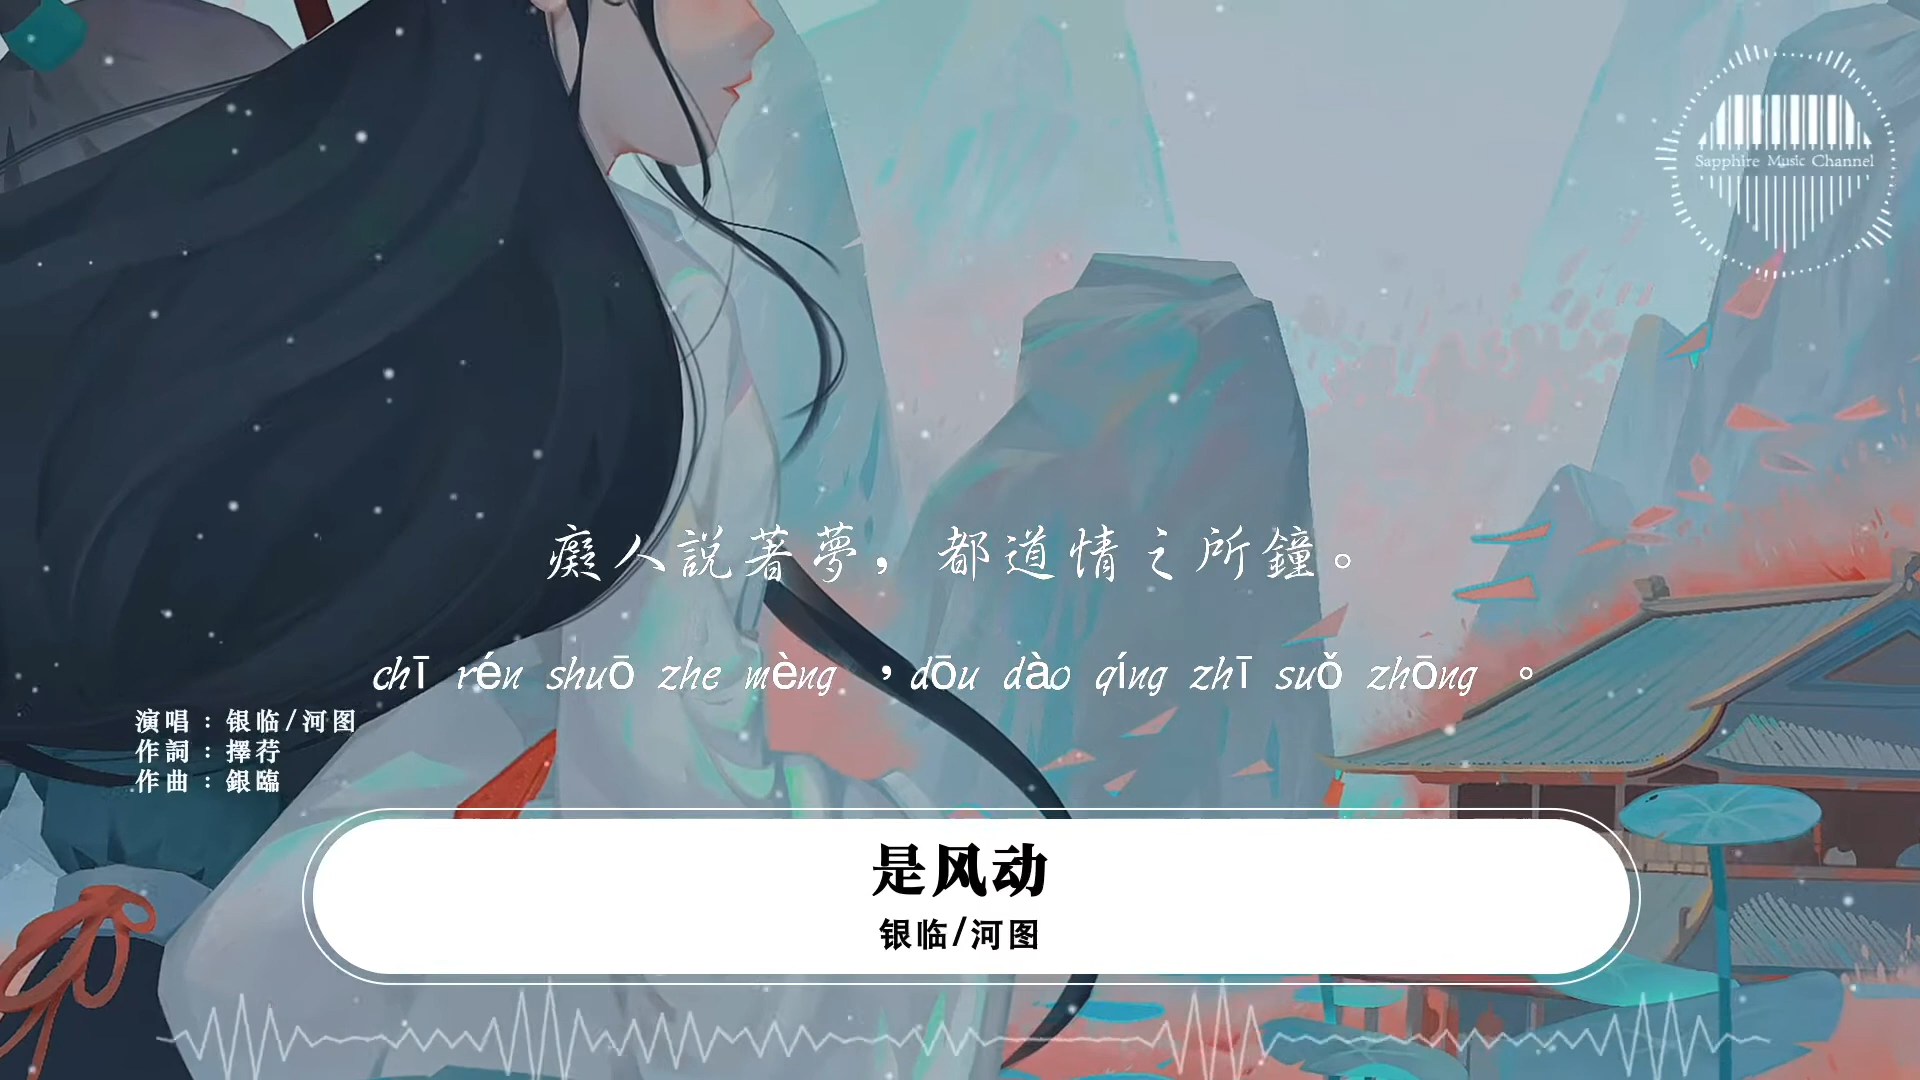 Sapphire Music Channel
癡人說著夢，都道情之所鐘。
chī rén shuō zhe mèng ，dōu dào qíng zhī suǒ zhōng 。
演唱：银临/河图
作詞：擇荇
作曲：銀臨
是风动
银临/河图